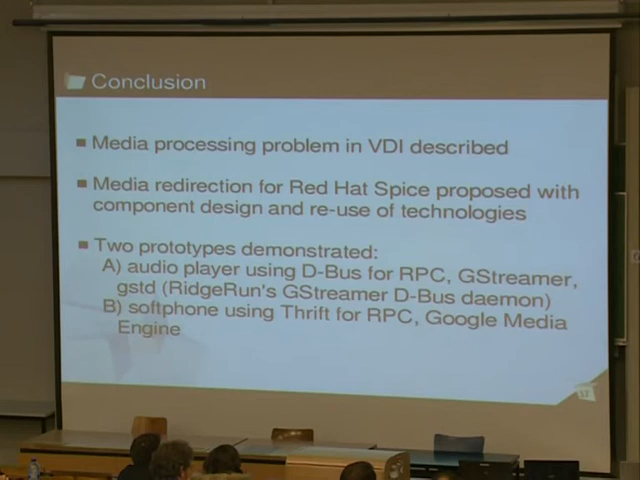 Conclusion
Media processing problem in VDI described
Media redirection for Red Hat Spice proposed with
component design and re-use of technologies
Two prototypes demonstrated:
A) audio player using D-Bus for RPC, GStreamer,
gstd (RidgeRun's GStreamer D-Bus daemon)
B) softphone using Thrift for RPC, Google Media
Engine